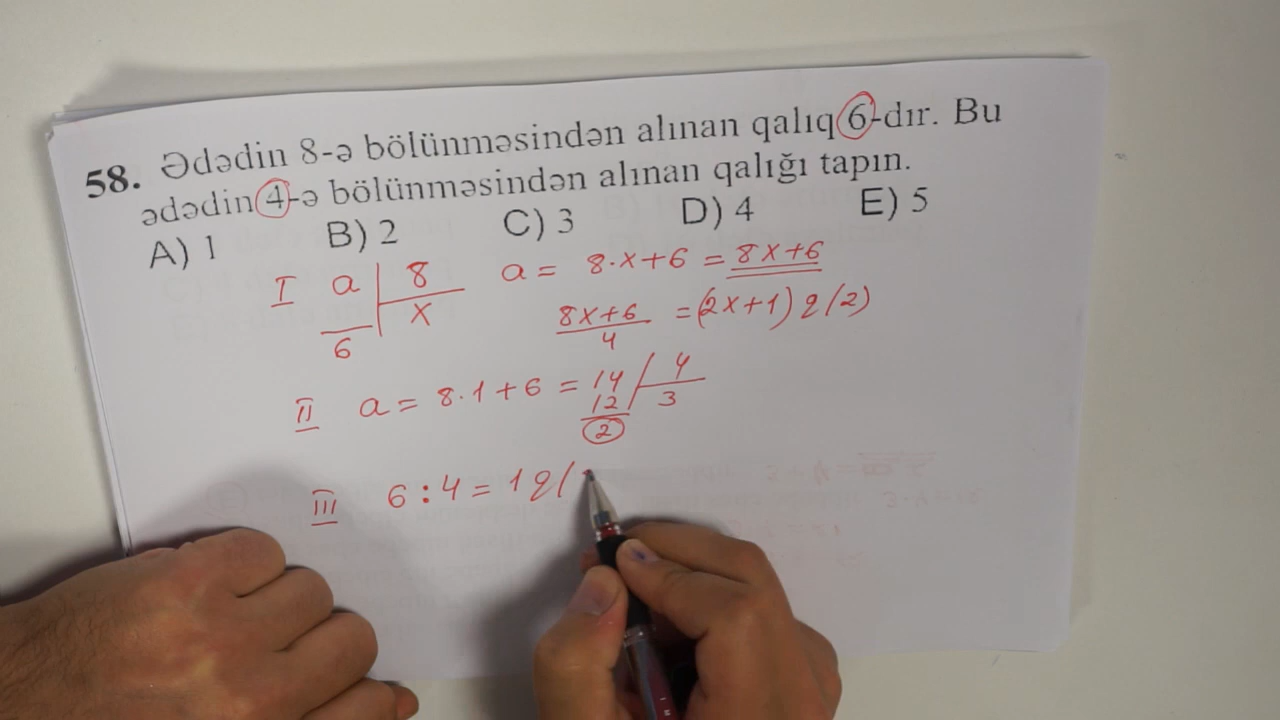 58. Ədədin 8-ə bölünməsindən alınan qalıq 6-dır. Bu
ədədin 4-ə bölünməsindən alınan qalığı tapın.
A) 1 B) 2 C) 3 D) 4 E) 5
I a 8 a = 8·x+6 = 8x+6
x
6
8x+6 = (2x+1) q(2)
4
II a = 8·1+6 = 14 4
12 3
2
III 6:4 = 1 q(